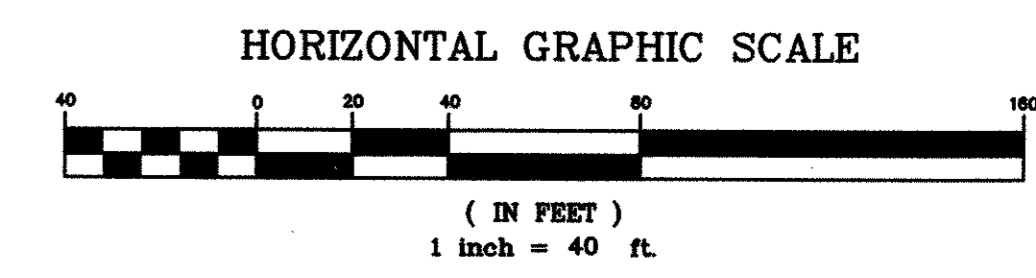 HORIZONTAL GRAPHIC SCALE
40 0 20 40 80 160
( IN FEET )
1 inch = 40 ft.